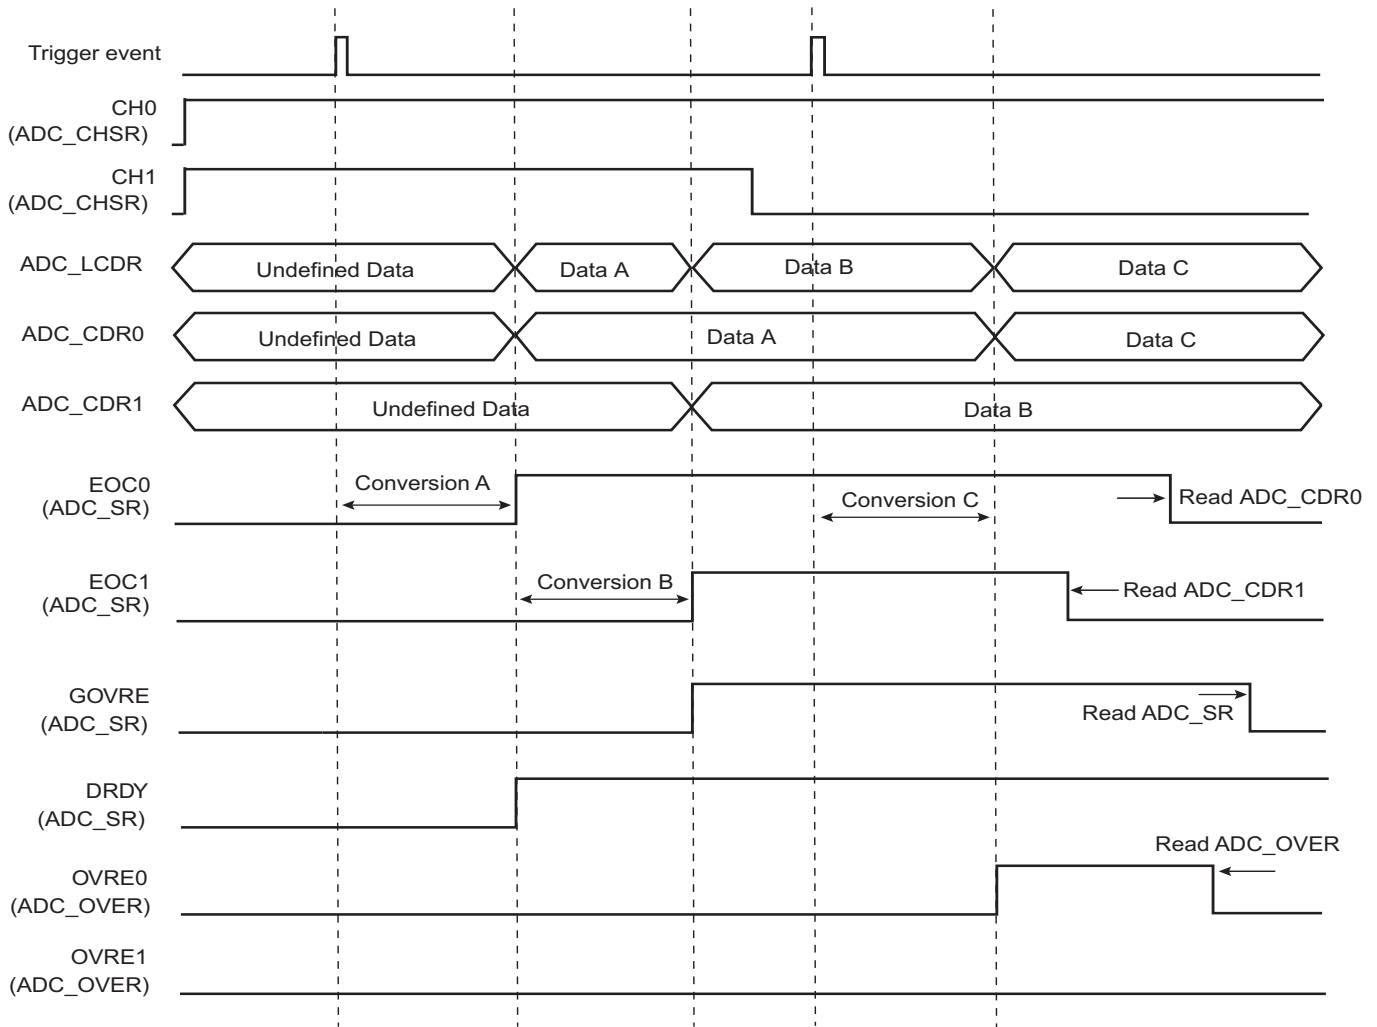 Trigger event
CH0
(ADC_CHSR)
CH1
(ADC_CHSR)
ADC_LCDR
Undefined Data
Data A
Data B
Data C
ADC_CDR0
Undefined Data
Data A
Data C
ADC_CDR1
Undefined Data
Data B
EOC0
(ADC_SR)
Conversion A
Conversion C
Read ADC_CDR0
EOC1
(ADC_SR)
Conversion B
Read ADC_CDR1
GOVRE
(ADC_SR)
Read ADC_SR
DRDY
(ADC_SR)
Read ADC_OVER
OVRE0
(ADC_OVER)
OVRE1
(ADC_OVER)